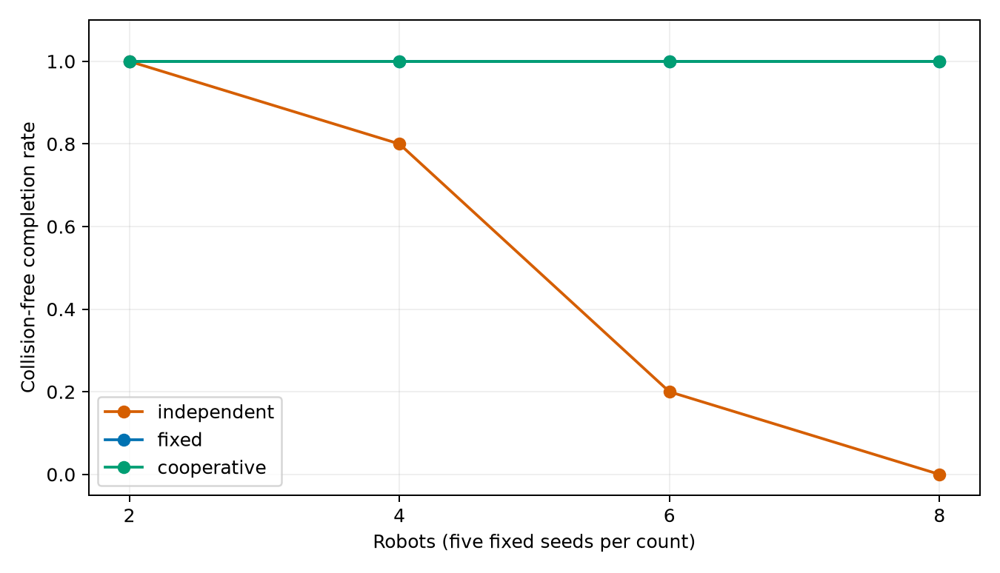 Collision-free completion rate
1.0
0.8
0.6
0.4
0.2
0.0
independent
fixed
cooperative
2 4 6 8
Robots (five fixed seeds per count)